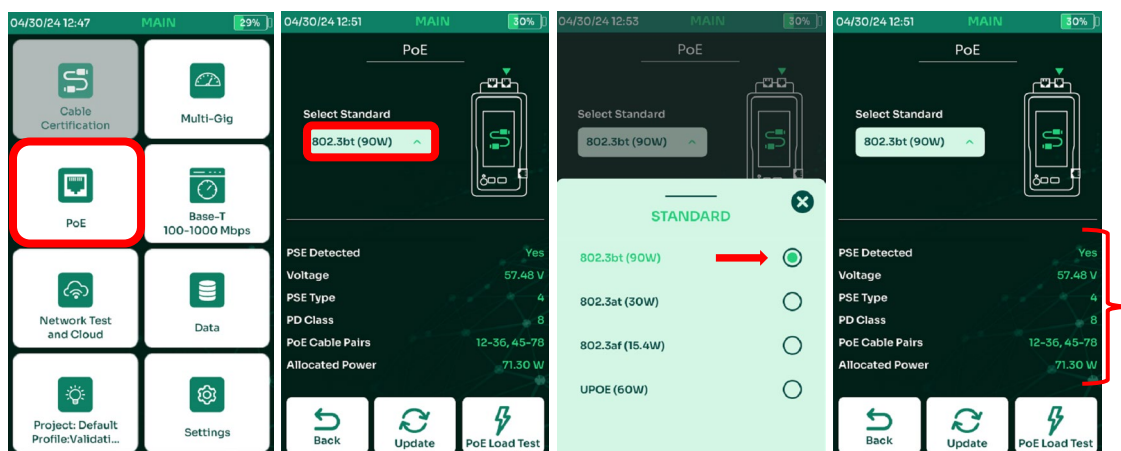 04/30/24 12:47 MAIN 29%
Cable
Certification
Multi-Gig
PoE
Base-T
100-1000 Mbps
Network Test
and Cloud
Data
Project: Default
Profile:Validati...
Settings
04/30/24 12:51 MAIN 30%
PoE
Select Standard
802.3bt (90W)
PSE Detected Yes
Voltage 57.48 V
PSE Type 4
PD Class 8
PoE Cable Pairs 12-36, 45-78
Allocated Power 71.30 W
Back
Update
PoE Load Test
04/30/24 12:53 MAIN 30%
PoE
Select Standard
802.3bt (90W)
STANDARD
802.3bt (90W)
802.3at (30W)
802.3af (15.4W)
UPOE (60W)
04/30/24 12:51 MAIN 30%
PoE
Select Standard
802.3bt (90W)
PSE Detected Yes
Voltage 57.48 V
PSE Type 4
PD Class 8
PoE Cable Pairs 12-36, 45-78
Allocated Power 71.30 W
Back
Update
PoE Load Test